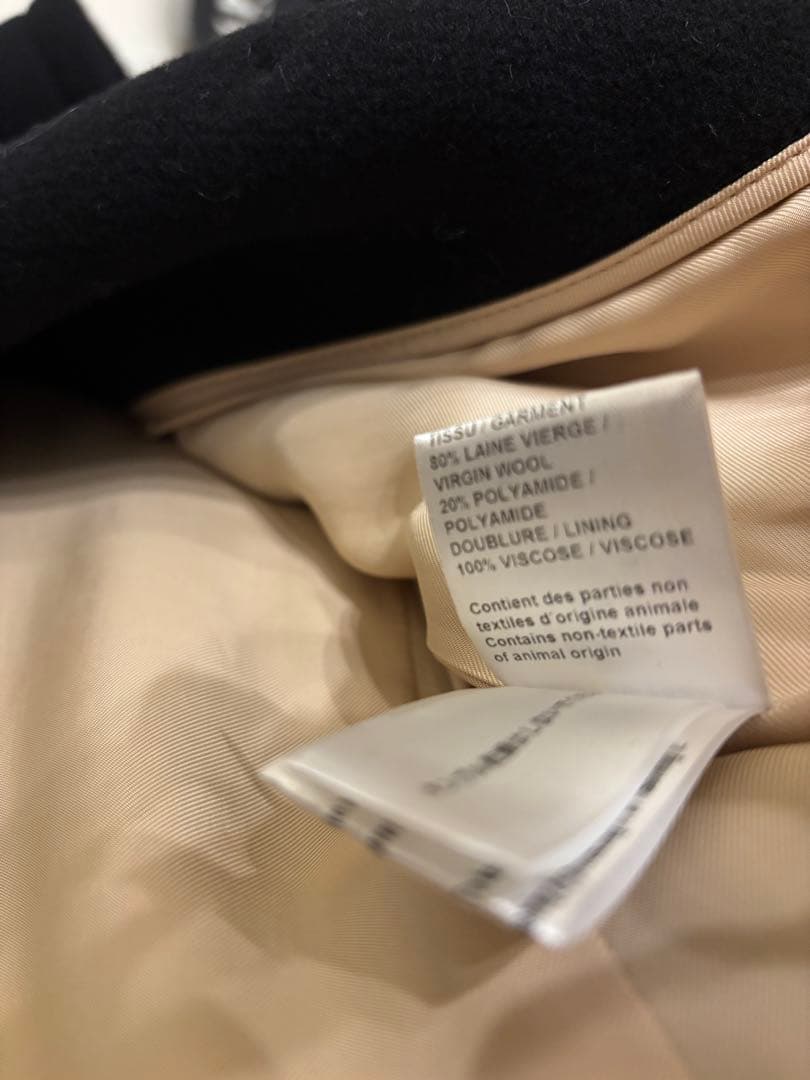 TISSU / GARMENT
80% LAINE VIERGE /
VIRGIN WOOL
20% POLYAMIDE /
POLYAMIDE
DOUBLURE / LINING
100% VISCOSE / VISCOSE
Contient des parties non
textiles d'origine animale
Contains non-textile parts
of animal origin